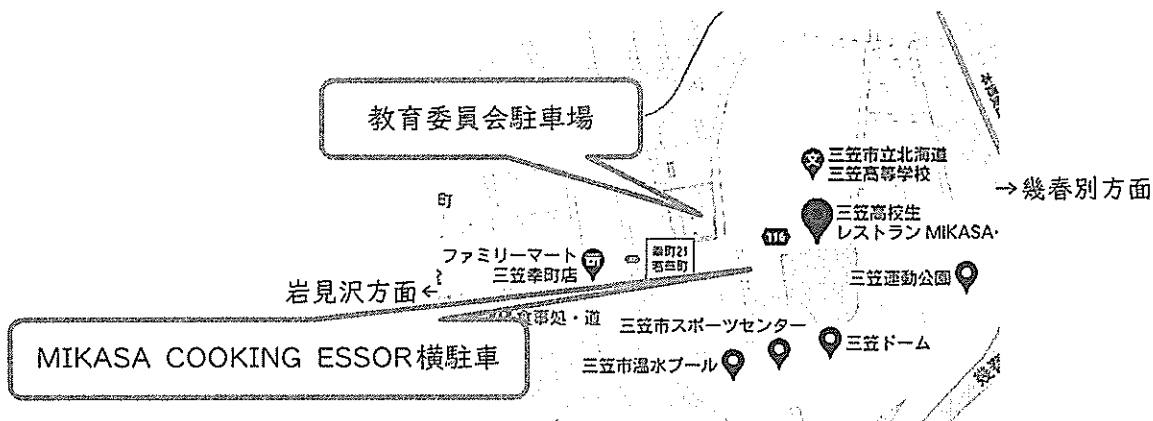 教育委員会駐車場
三笠市立北海道
三笠高等学校
→幾春別方面
三笠高校生
レストラン MIKASA・
町
116
ファミリーマート
三笠幸町店
幸町21
若草町
三笠運動公園
岩見沢方面←
食事処・道
三笠市スポーツセンター
三笠ドーム
MIKASA COOKING ESSOR横駐車
三笠市温水プール